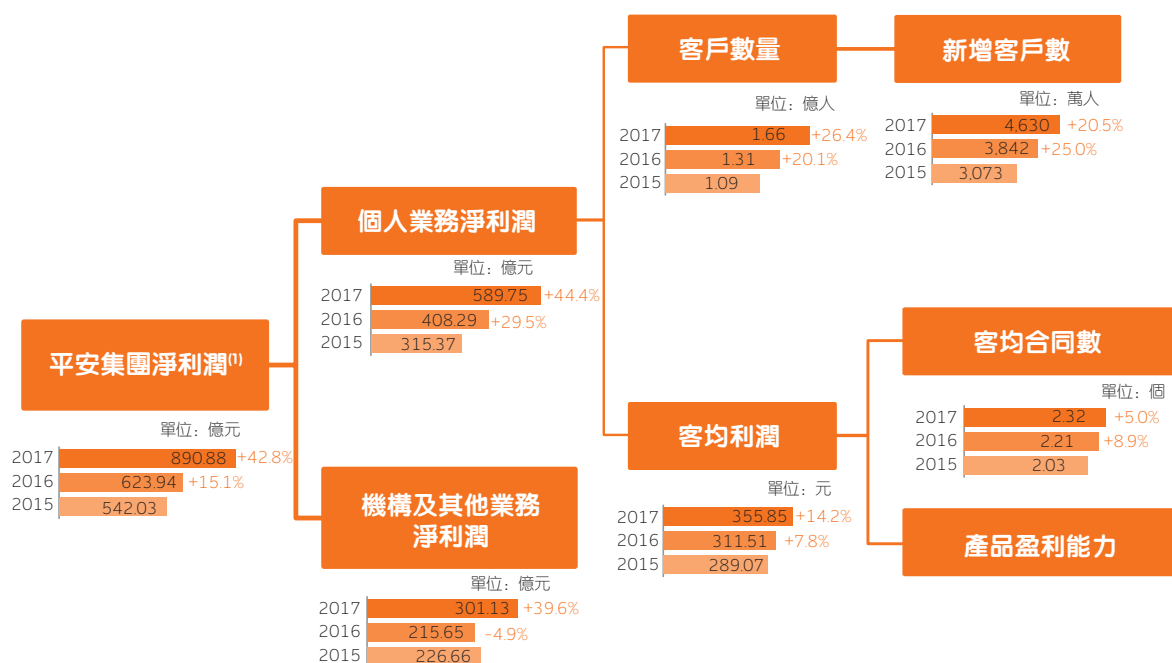 平安集團淨利潤(1)
單位：億元
2017 890.88 +42.8%
2016 623.94 +15.1%
2015 542.03
個人業務淨利潤
單位：億元
2017 589.75 +44.4%
2016 408.29 +29.5%
2015 315.37
機構及其他業務
淨利潤
單位：億元
2017 301.13 +39.6%
2016 215.65 -4.9%
2015 226.66
客戶數量
單位：億人
2017 1.66 +26.4%
2016 1.31 +20.1%
2015 1.09
新增客戶數
單位：萬人
2017 4,630 +20.5%
2016 3,842 +25.0%
2015 3,073
客均利潤
單位：元
2017 355.85 +14.2%
2016 311.51 +7.8%
2015 289.07
客均合同數
單位：個
2017 2.32 +5.0%
2016 2.21 +8.9%
2015 2.03
產品盈利能力